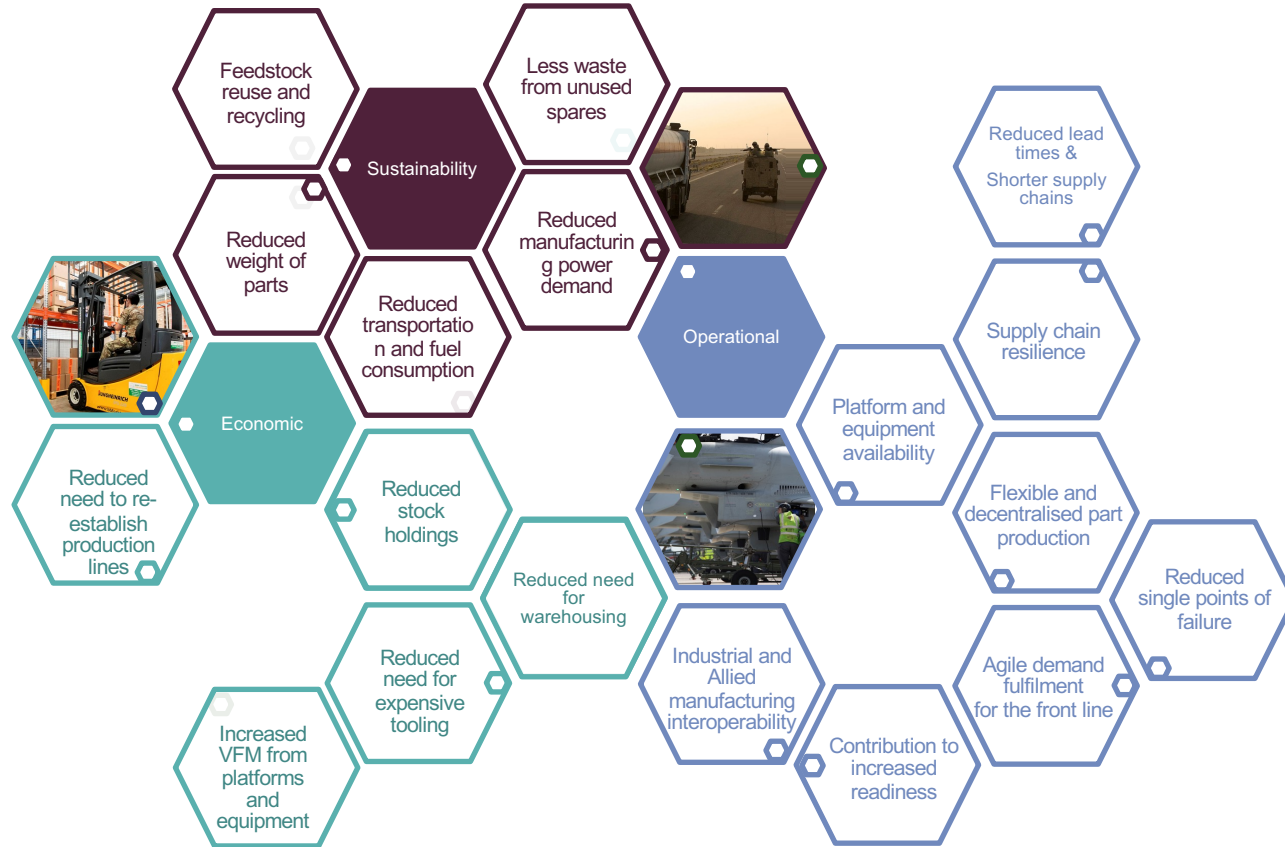 Feedstock
reuse and
recycling
Less waste
from unused
spares
Sustainability
Reduced lead
times &
Shorter supply
chains
Reduced
weight of
parts
Reduced
manufacturin
g power
demand
Reduced
transportatio
n and fuel
consumption
Operational
Supply chain
resilience
JUNGHEINRICH
Economic
Platform and
equipment
availability
Reduced
need to re-
establish
production
lines
Reduced
stock
holdings
Flexible and
decentralised part
production
Reduced need
for
warehousing
Reduced
single points of
failure
Reduced
need for
expensive
tooling
Industrial and
Allied
manufacturing
interoperability
Agile demand
fulfilment
for the front line
Increased
VFM from
platforms
and
equipment
Contribution to
increased
readiness